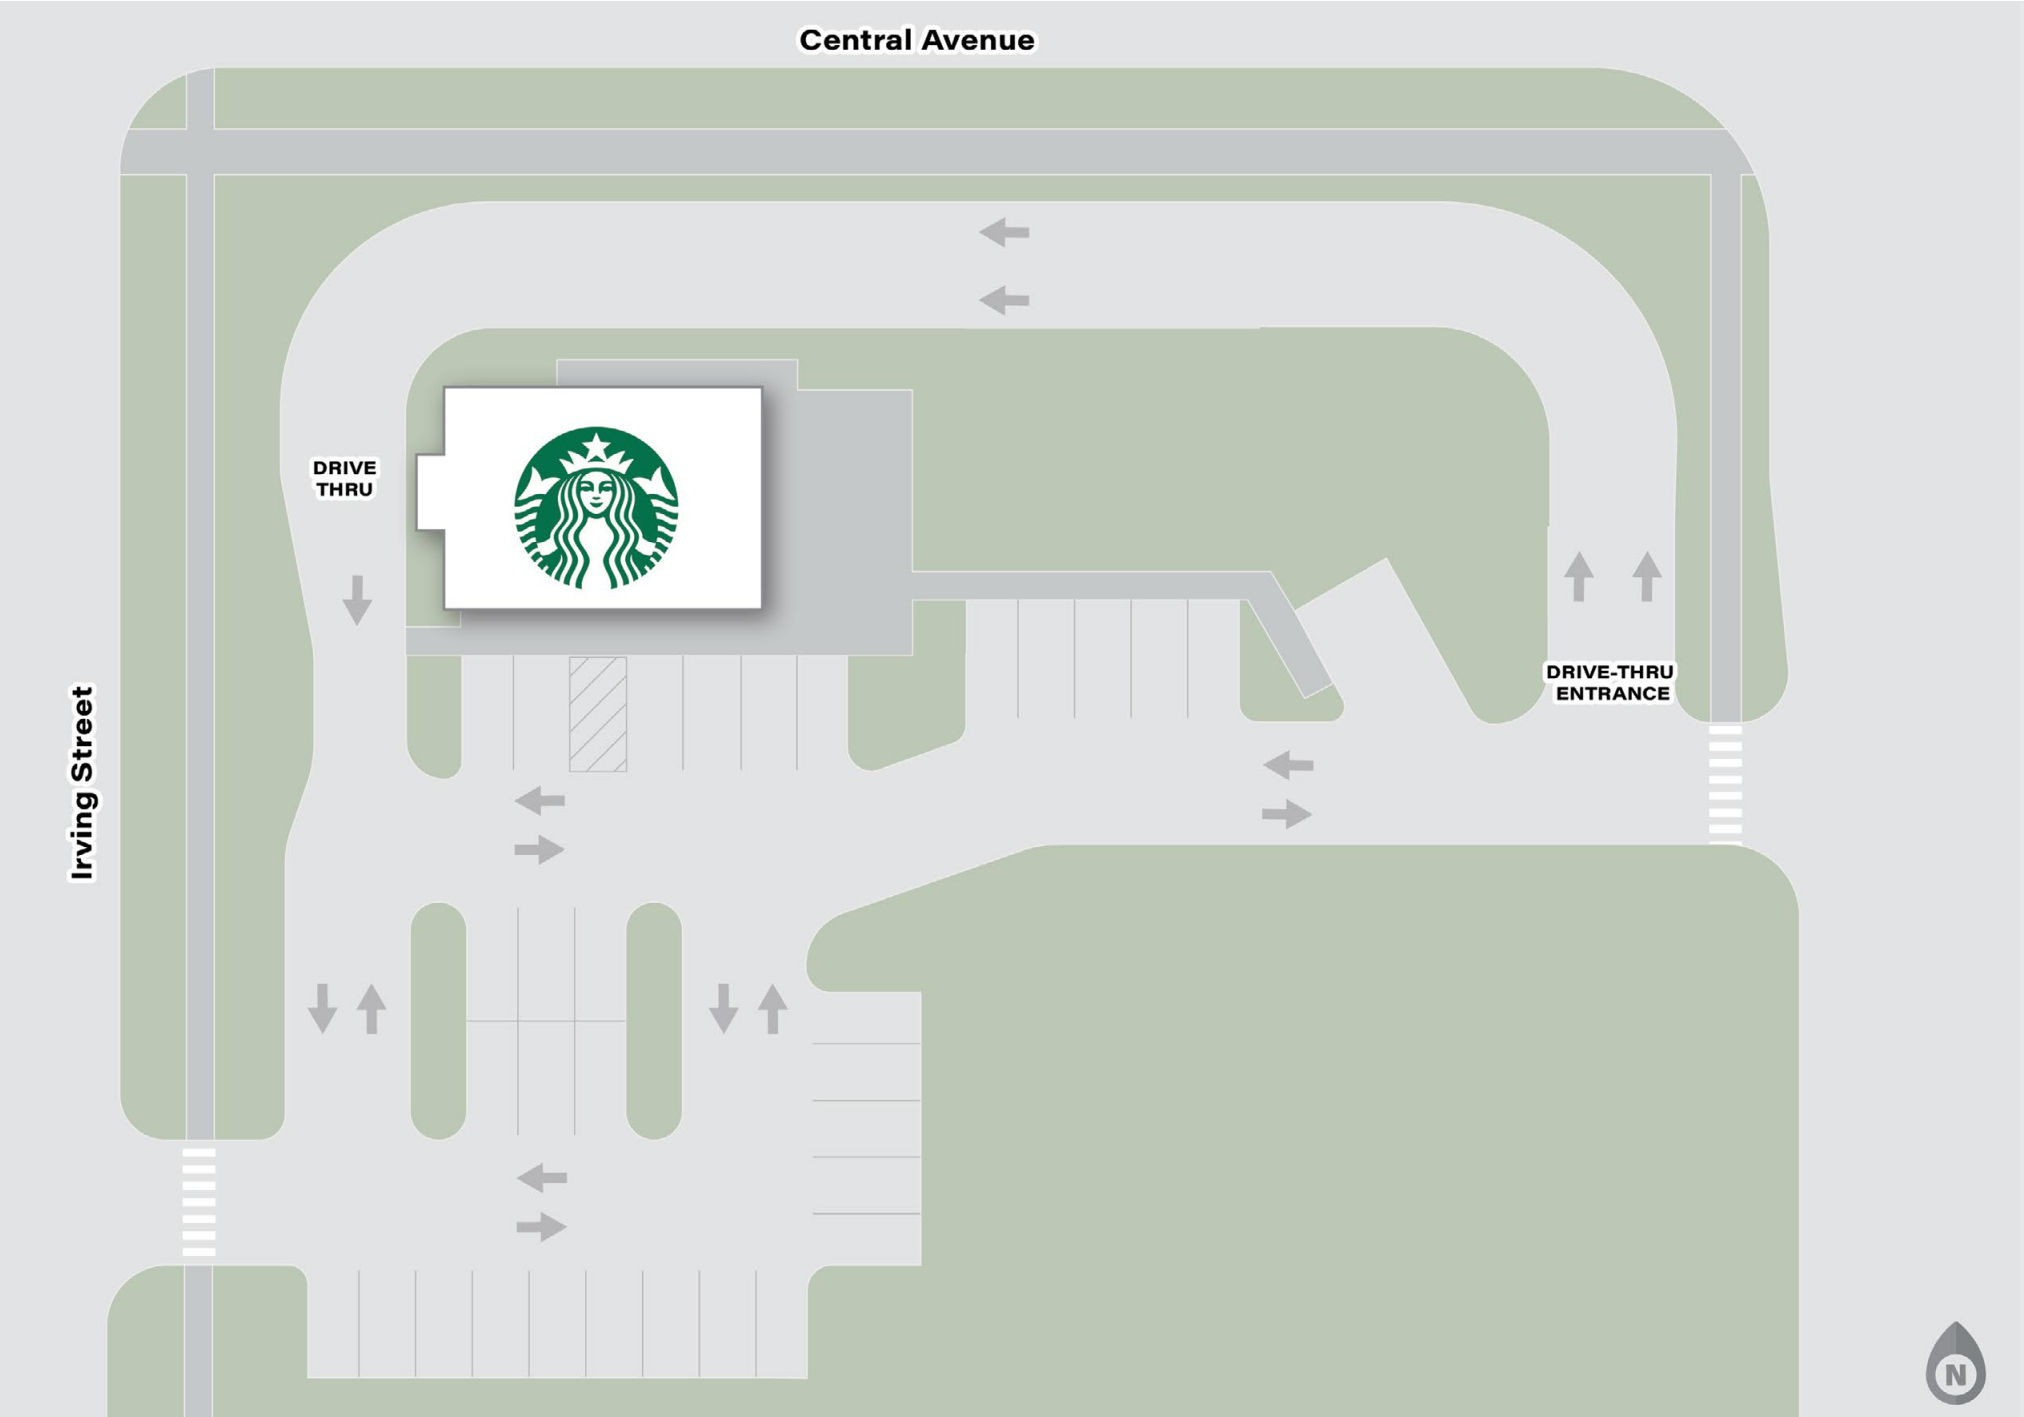 Central Avenue
DRIVE
THRU
DRIVE-THRU
ENTRANCE
Irving Street
N